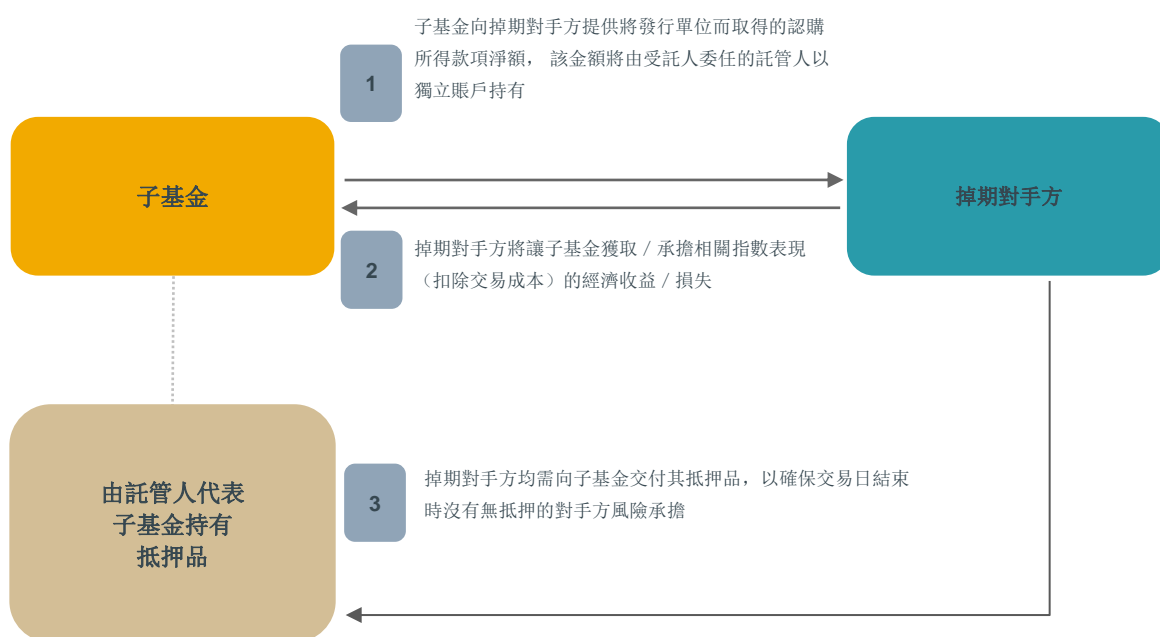 子基金向掉期對手方提供將發行單位而取得的認購
所得款項淨額， 該金額將由受託人委任的託管人以
獨立賬戶持有
1
子基金
掉期對手方
2
掉期對手方將讓子基金獲取 / 承擔相關指數表現
（扣除交易成本）的經濟收益 / 損失
由託管人代表
子基金持有
抵押品
3
掉期對手方均需向子基金交付其抵押品，以確保交易日結束
時沒有無抵押的對手方風險承擔